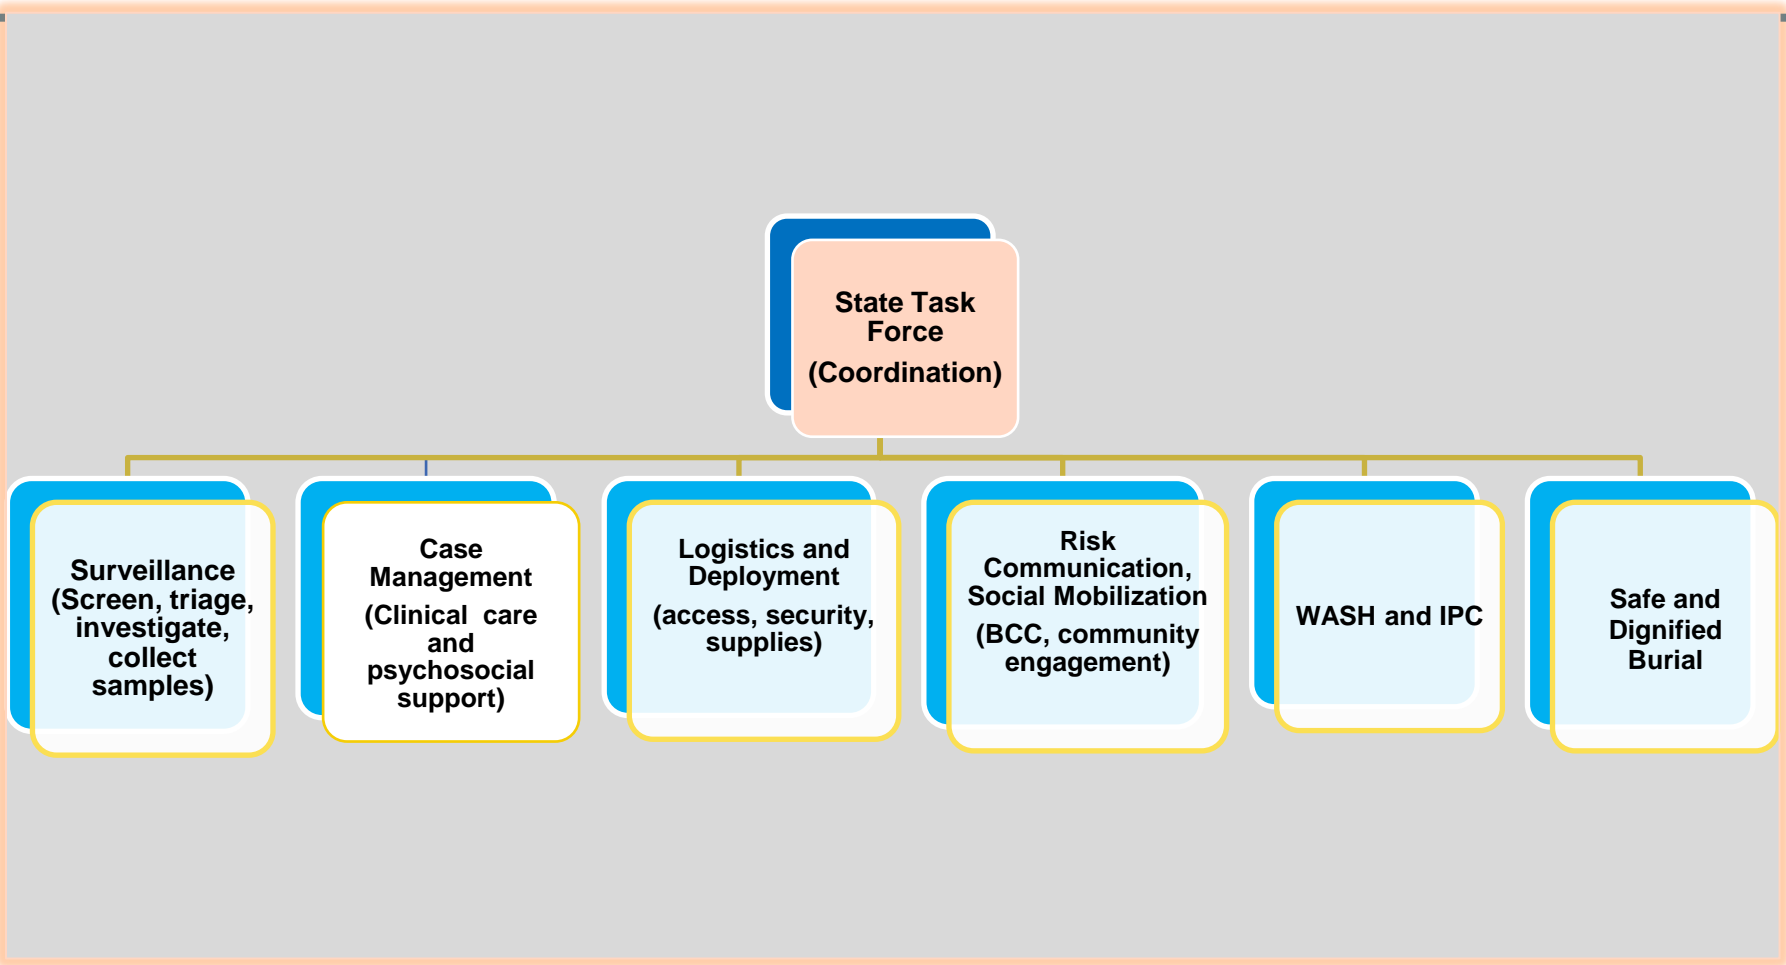 State Task
Force
(Coordination)
Surveillance
(Screen, triage,
investigate,
collect
samples)
Case
Management
(Clinical care
and
psychosocial
support)
Logistics and
Deployment
(access, security,
supplies)
Risk
Communication,
Social Mobilization
(BCC, community
engagement)
WASH and IPC
Safe and
Dignified
Burial